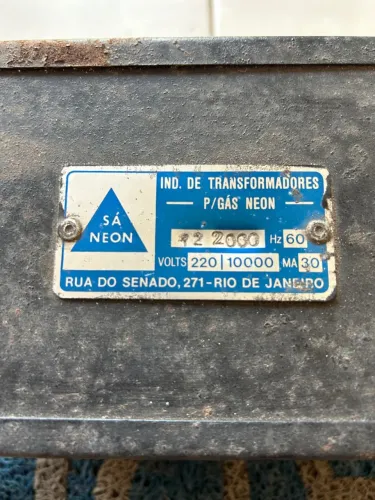 IND. DE TRANSFORMADORES
P/GÁS NEON
SÁ
NEON
2000 HZ 60
VOLTS 220 10000 MA 30
RUA DO SENADO, 271-RIO DE JANEIRO